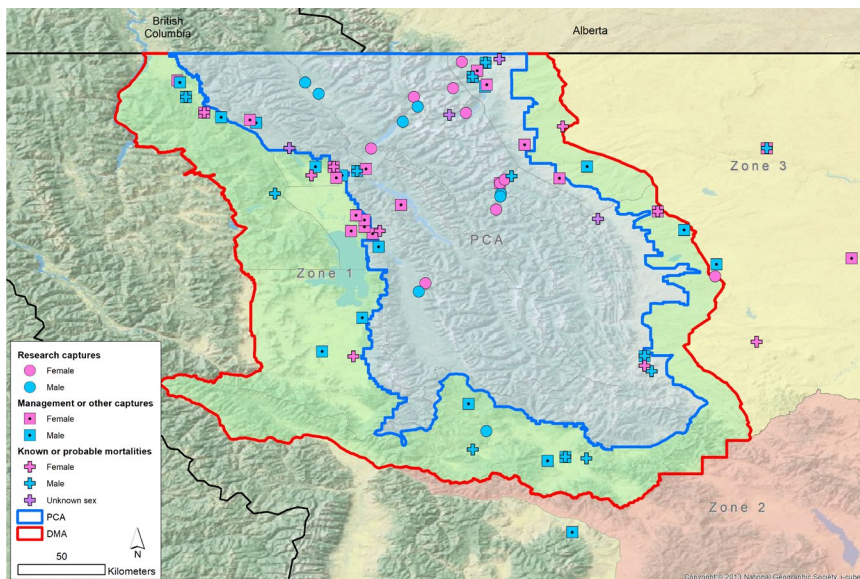 British
Columbia
Alberta
Zone 3
PCA
Zone 1
Zone 2
Research captures
Female
Male
Management or other captures
Female
Male
Known or probable mortalities
Female
Male
Unknown sex
PCA
DMA
50
Kilometers
N
Copyright © 2013 National Geographic Society, i-cubed